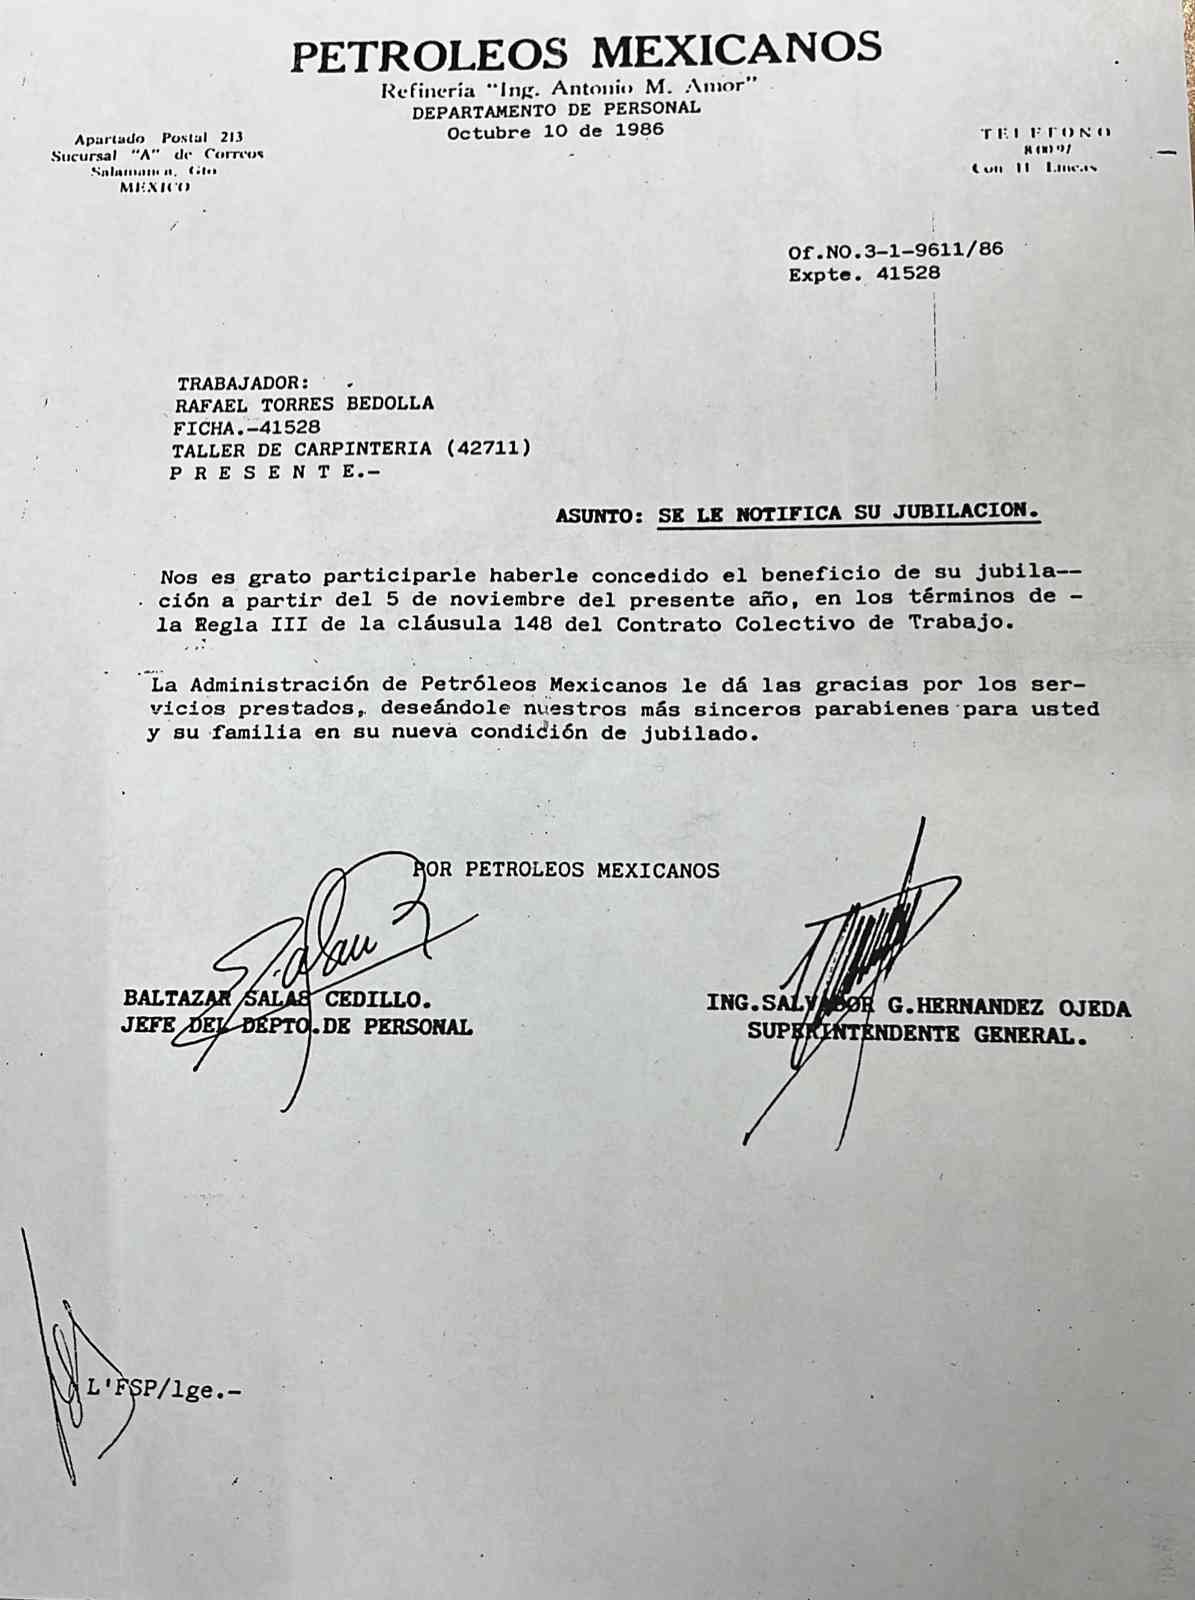 PETROLEOS MEXICANOS
Refinería "Ing. Antonio M. Amor"
DEPARTAMENTO DE PERSONAL
Octubre 10 de 1986
Apartado Postal 213
Sucursal "A" de Correos
Salamanca, Gto
MEXICO
TELEFONO
Con 11 Lineas
Of.NO.3-1-9611/86
Expte. 41528
TRABAJADOR:
RAFAEL TORRES BEDOLLA
FICHA.-41528
TALLER DE CARPINTERIA (42711)
P R E S E N T E.-
ASUNTO: SE LE NOTIFICA SU JUBILACION.
Nos es grato participarle haberle concedido el beneficio de su jubila--
ción a partir del 5 de noviembre del presente año, en los términos de -
la Regla III de la cláusula 148 del Contrato Colectivo de Trabajo.
La Administración de Petróleos Mexicanos le dá las gracias por los ser-
vicios prestados, deseándole nuestros más sinceros parabienes para usted
y su familia en su nueva condición de jubilado.
POR PETROLEOS MEXICANOS
BALTAZAR SALAS CEDILLO.
JEFE DEL DEPTO.DE PERSONAL
ING.SALVADOR G.HERNANDEZ OJEDA
SUPERINTENDENTE GENERAL.
L'FSP/lge.-